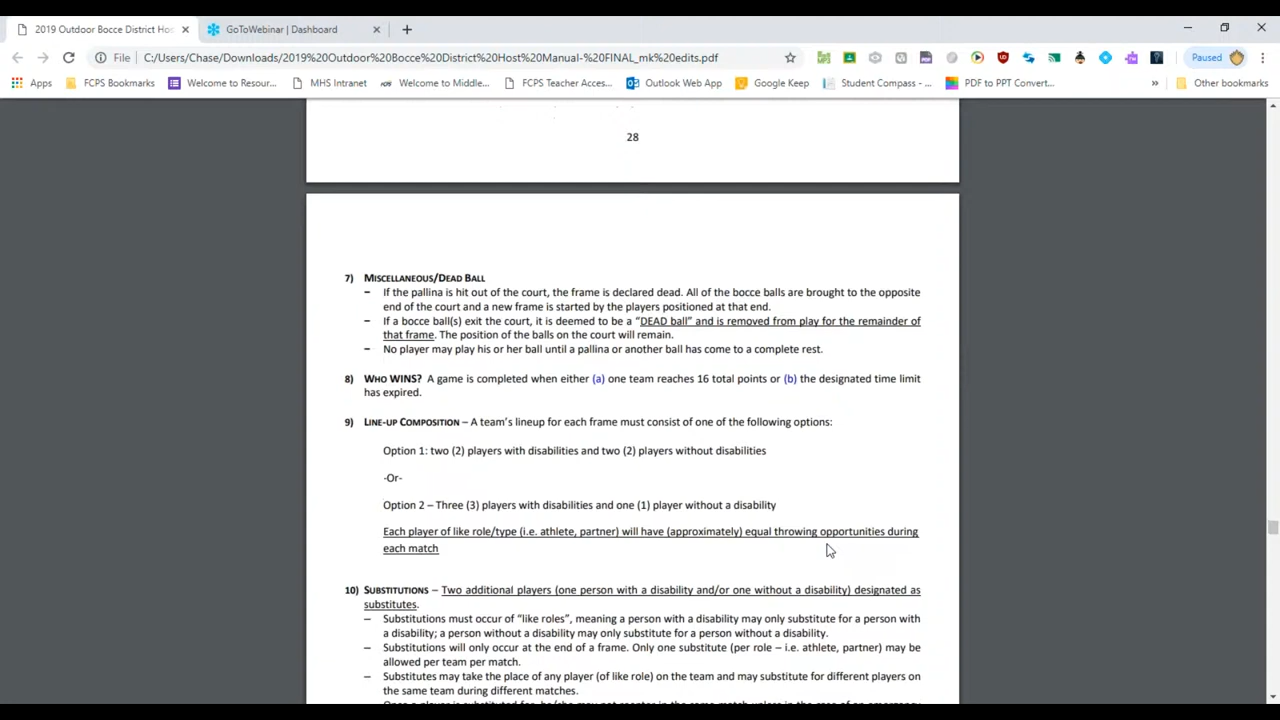 2019 Outdoor Bocce District Hos
GoToWebinar | Dashboard
File
C:/Users/Chase/Downloads/2019%20Outdoor%20Bocce%20District%20Host%20Manual-%20FINAL_mk%20edits.pdf
Paused
Apps
FCPS Bookmarks
Welcome to Resour...
MHS Intranet
Welcome to Middle...
FCPS Teacher Acces...
Outlook Web App
Google Keep
Student Compass - ...
PDF to PPT Convert...
»
Other bookmarks
28
7) MISCELLANEOUS/DEAD BALL
– If the pallina is hit out of the court, the frame is declared dead. All of the bocce balls are brought to the opposite
end of the court and a new frame is started by the players positioned at that end.
– If a bocce ball(s) exit the court, it is deemed to be a “DEAD ball” and is removed from play for the remainder of
that frame. The position of the balls on the court will remain.
– No player may play his or her ball until a pallina or another ball has come to a complete rest.
8) WHO WINS? A game is completed when either (a) one team reaches 16 total points or (b) the designated time limit
has expired.
9) LINE-UP COMPOSITION – A team’s lineup for each frame must consist of one of the following options:
Option 1: two (2) players with disabilities and two (2) players without disabilities
-Or-
Option 2 – Three (3) players with disabilities and one (1) player without a disability
Each player of like role/type (i.e. athlete, partner) will have (approximately) equal throwing opportunities during
each match
10) SUBSTITUTIONS – Two additional players (one person with a disability and/or one without a disability) designated as
substitutes.
– Substitutions must occur of “like roles”, meaning a person with a disability may only substitute for a person with
a disability; a person without a disability may only substitute for a person without a disability.
– Substitutions will only occur at the end of a frame. Only one substitute (per role – i.e. athlete, partner) may be
allowed per team per match.
– Substitutes may take the place of any player (of like role) on the team and may substitute for different players on
the same team during different matches.